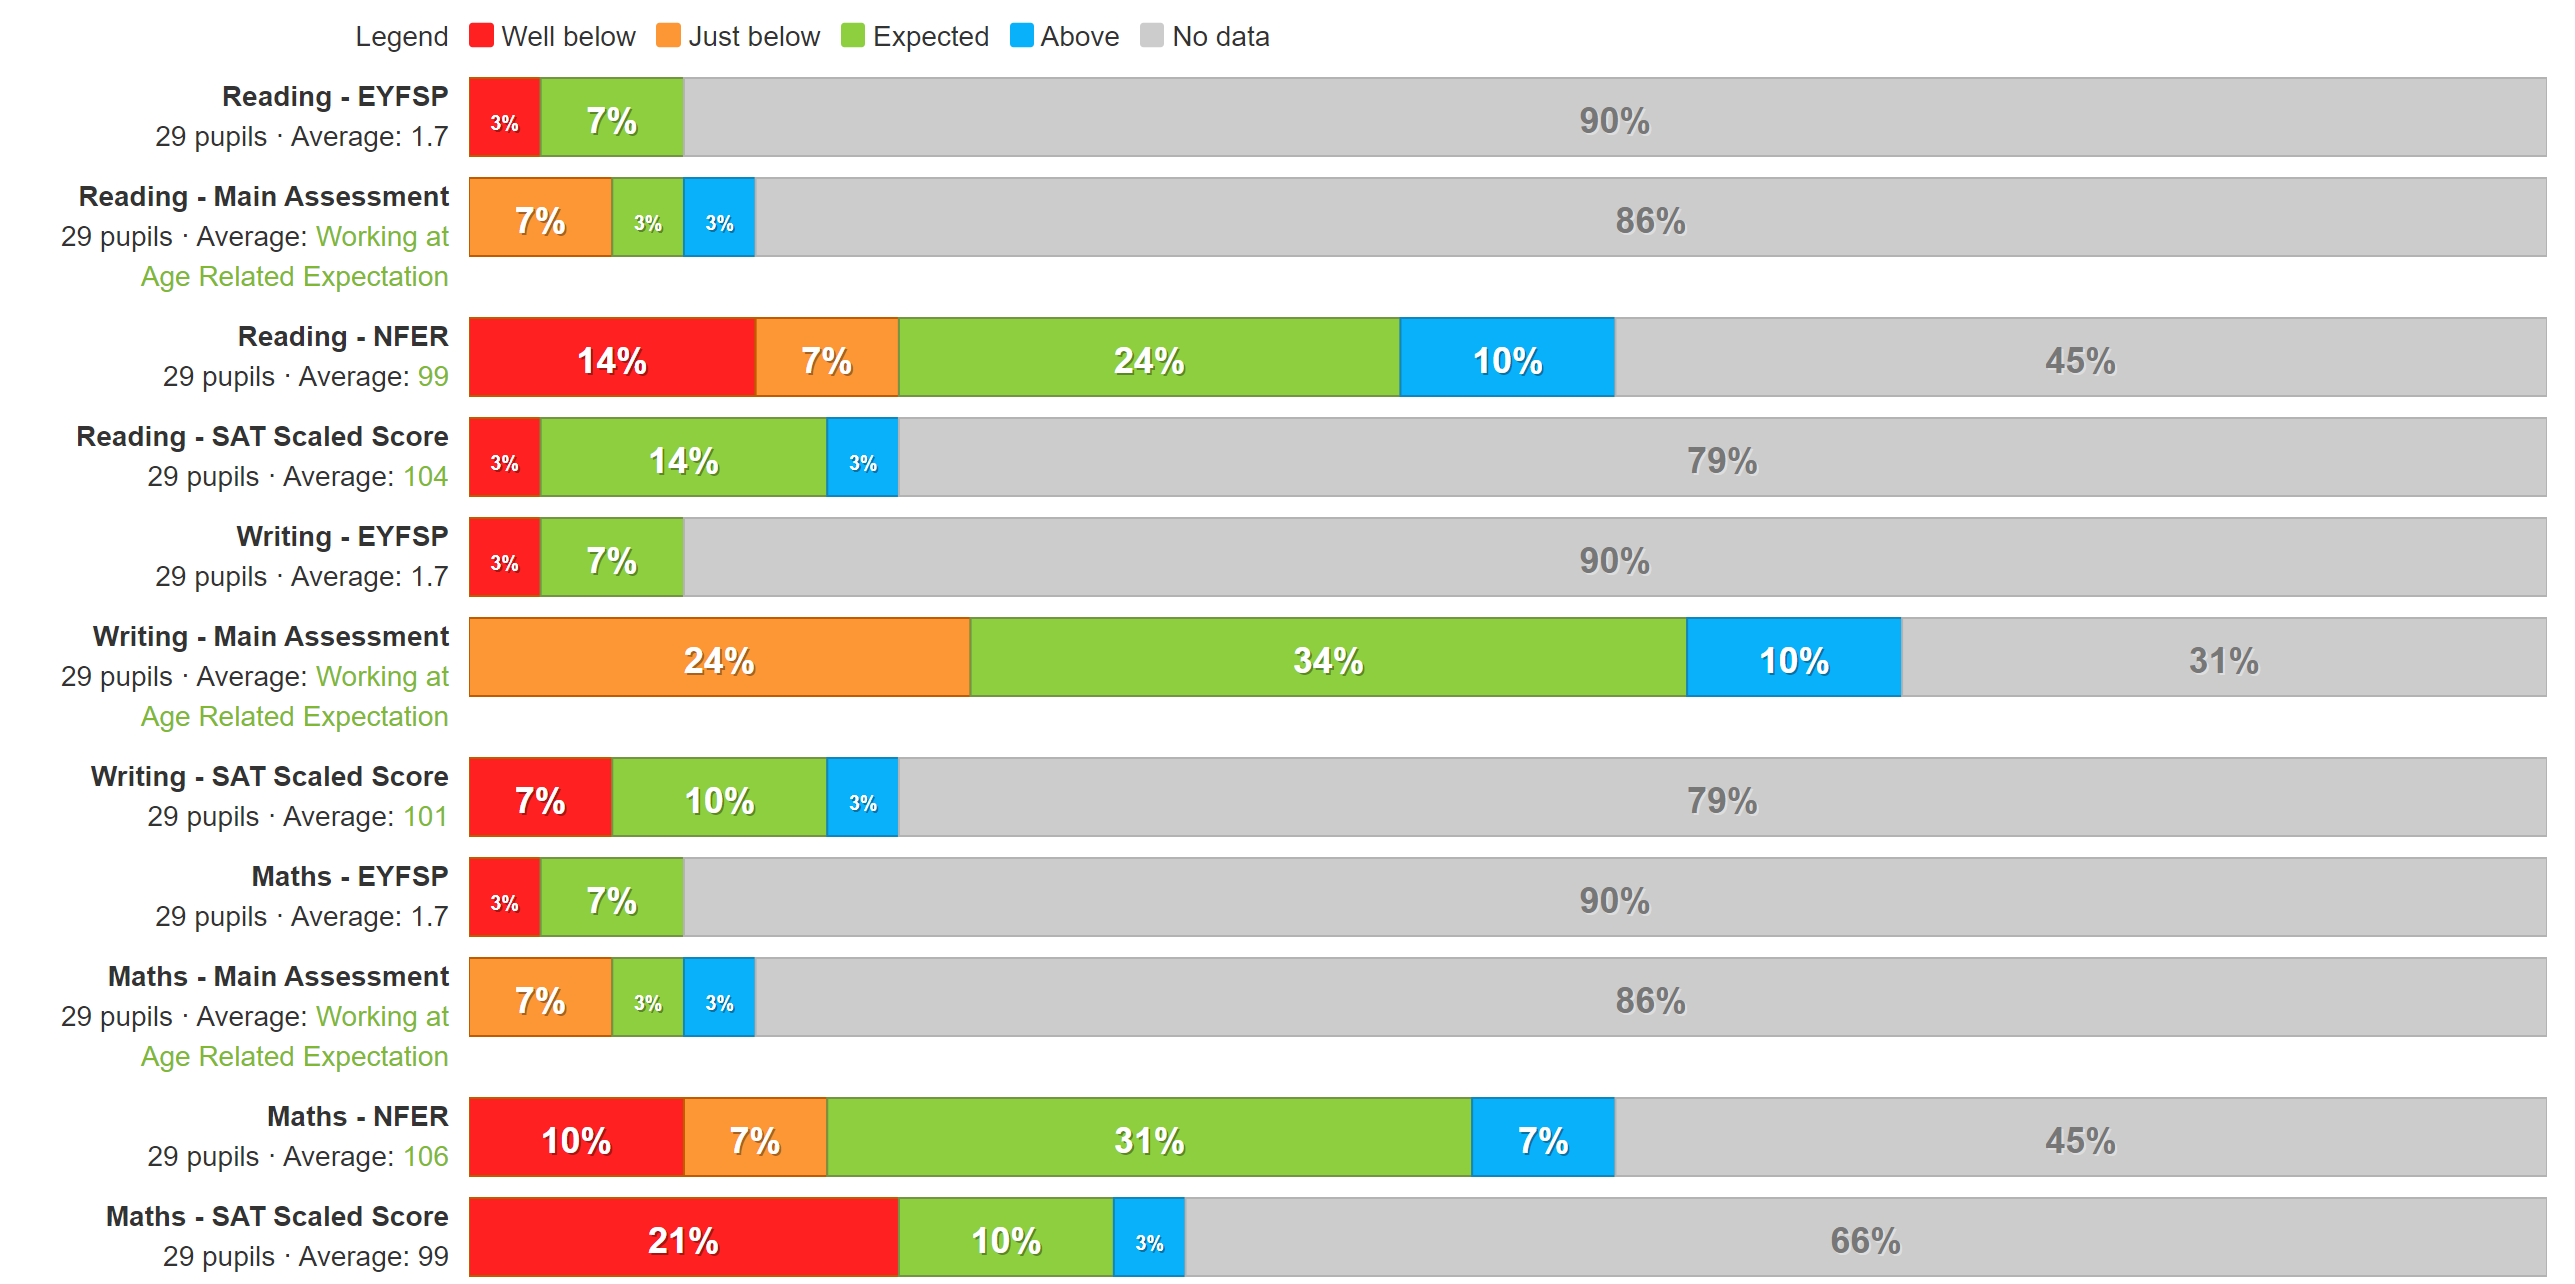 Legend Well below Just below Expected Above No data
Reading - EYFSP
29 pupils · Average: 1.7
3% 7% 90%
Reading - Main Assessment
29 pupils · Average: Working at
Age Related Expectation
7% 3% 3% 86%
Reading - NFER
29 pupils · Average: 99
14% 7% 24% 10% 45%
Reading - SAT Scaled Score
29 pupils · Average: 104
3% 14% 3% 79%
Writing - EYFSP
29 pupils · Average: 1.7
3% 7% 90%
Writing - Main Assessment
29 pupils · Average: Working at
Age Related Expectation
24% 34% 10% 31%
Writing - SAT Scaled Score
29 pupils · Average: 101
7% 10% 3% 79%
Maths - EYFSP
29 pupils · Average: 1.7
3% 7% 90%
Maths - Main Assessment
29 pupils · Average: Working at
Age Related Expectation
7% 3% 3% 86%
Maths - NFER
29 pupils · Average: 106
10% 7% 31% 7% 45%
Maths - SAT Scaled Score
29 pupils · Average: 99
21% 10% 3% 66%